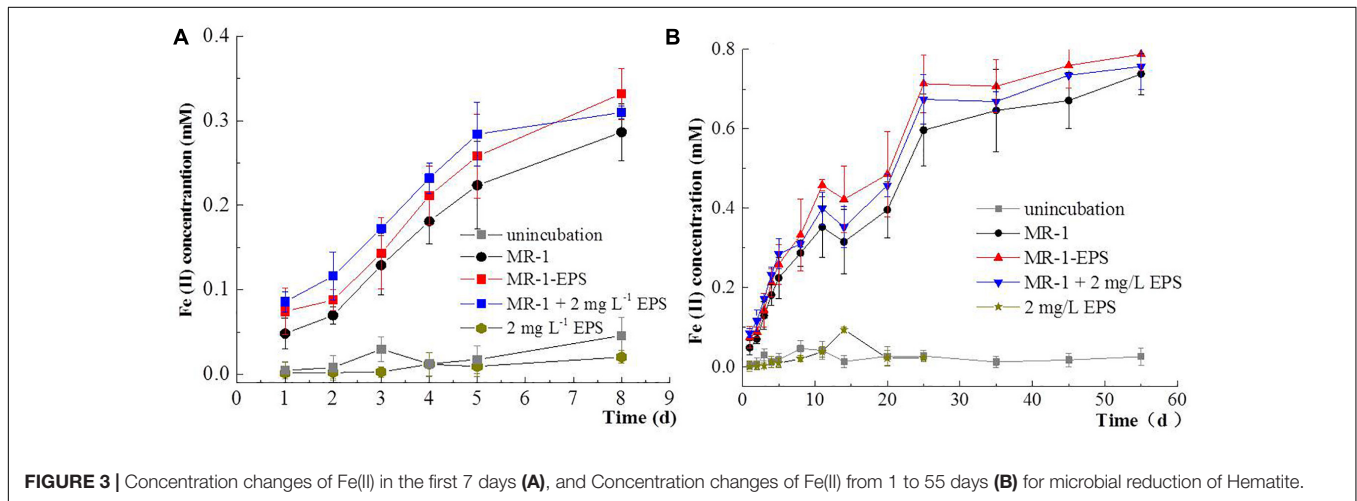 A
Fe (II) concentrantion (mM)
0.4
0.3
0.2
0.1
0.0
unincubation
MR-1
MR-1-EPS
MR-1 + 2 mg L⁻¹ EPS
2 mg L⁻¹ EPS
0 1 2 3 4 5 6 7 8 9
Time (d)
B
Fe (II) concentration (mM)
0.8
0.6
0.4
0.2
0.0
unincubation
MR-1
MR-1-EPS
MR-1 + 2 mg/L EPS
2 mg/L EPS
0 10 20 30 40 50 60
Time（d）
FIGURE 3 | Concentration changes of Fe(II) in the first 7 days (A), and Concentration changes of Fe(II) from 1 to 55 days (B) for microbial reduction of Hematite.